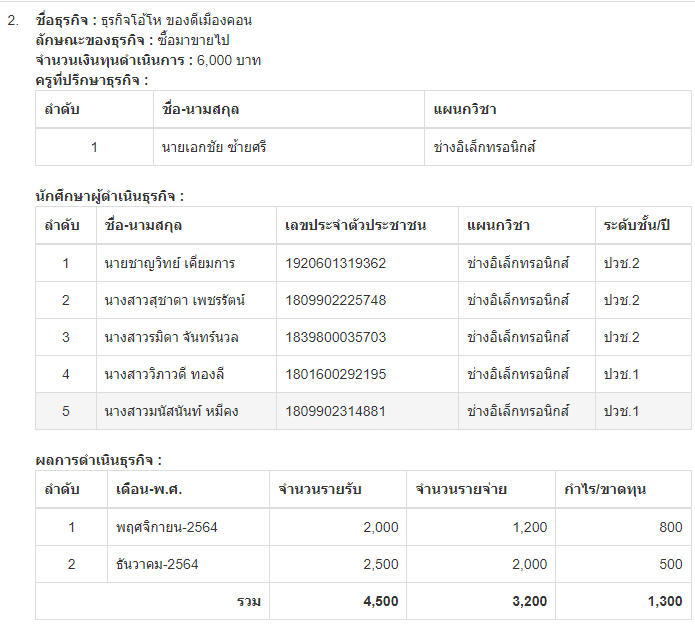 2. ชื่อธุรกิจ : ธุรกิจโอ้โห ของดีเมืองคอน
ลักษณะของธุรกิจ : ซื้อมาขายไป
จำนวนเงินทุนดำเนินการ : 6,000 บาท
ครูที่ปรึกษาธุรกิจ :
ลำดับ ชื่อ-นามสกุล แผนกวิชา
1 นายเอกชัย ซ้ายศรี ช่างอิเล็กทรอนิกส์
นักศึกษาผู้ดำเนินธุรกิจ :
ลำดับ ชื่อ-นามสกุล เลขประจำตัวประชาชน แผนกวิชา ระดับชั้น/ปี
1 นายชาญวิทย์ เคี่ยมการ 1920601319362 ช่างอิเล็กทรอนิกส์ ปวช.2
2 นางสาวสุชาดา เพชรรัตน์ 1809902225748 ช่างอิเล็กทรอนิกส์ ปวช.2
3 นางสาวรมิตา จันทร์นวล 1839800035703 ช่างอิเล็กทรอนิกส์ ปวช.2
4 นางสาววิภาวดี ทองลี 1801600292195 ช่างอิเล็กทรอนิกส์ ปวช.1
5 นางสาวมนัสนันท์ หมีคง 1809902314881 ช่างอิเล็กทรอนิกส์ ปวช.1
ผลการดำเนินธุรกิจ :
ลำดับ เดือน-พ.ศ. จำนวนรายรับ จำนวนรายจ่าย กำไร/ขาดทุน
1 พฤศจิกายน-2564 2,000 1,200 800
2 ธันวาคม-2564 2,500 2,000 500
รวม 4,500 3,200 1,300